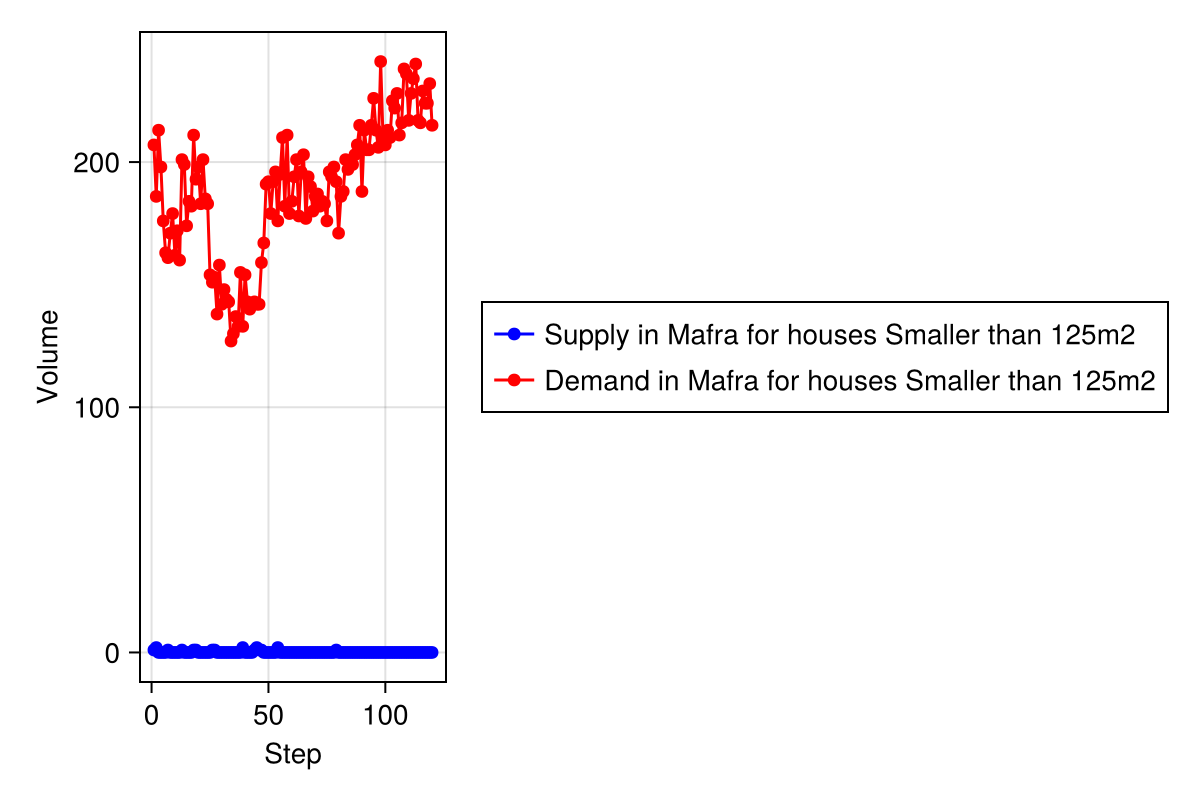 Volume
200
100
0
0 50 100
Step
Supply in Mafra for houses Smaller than 125m2
Demand in Mafra for houses Smaller than 125m2